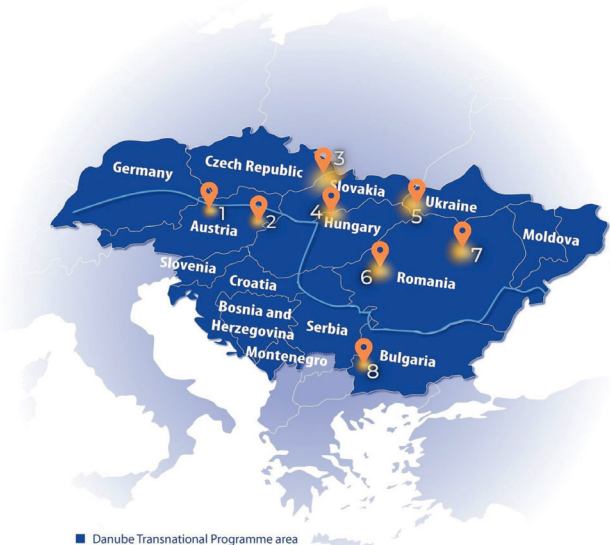 3
Czech Republic
Germany
Slovakia
1
2
4
5
Ukraine
Austria
Hungary
7
Moldova
Slovenia
6
Romania
Croatia
Bosnia and
Herzegovina
Serbia
Montenegro
Bulgaria
8
Danube Transnational Programme area